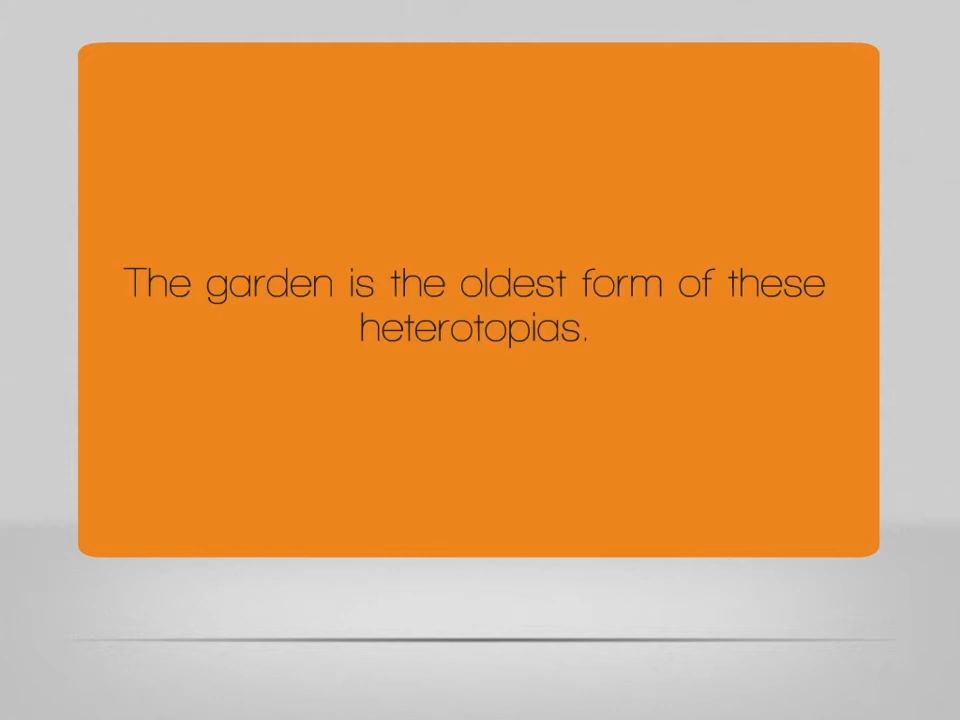 The garden is the oldest form of these
heterotopias.